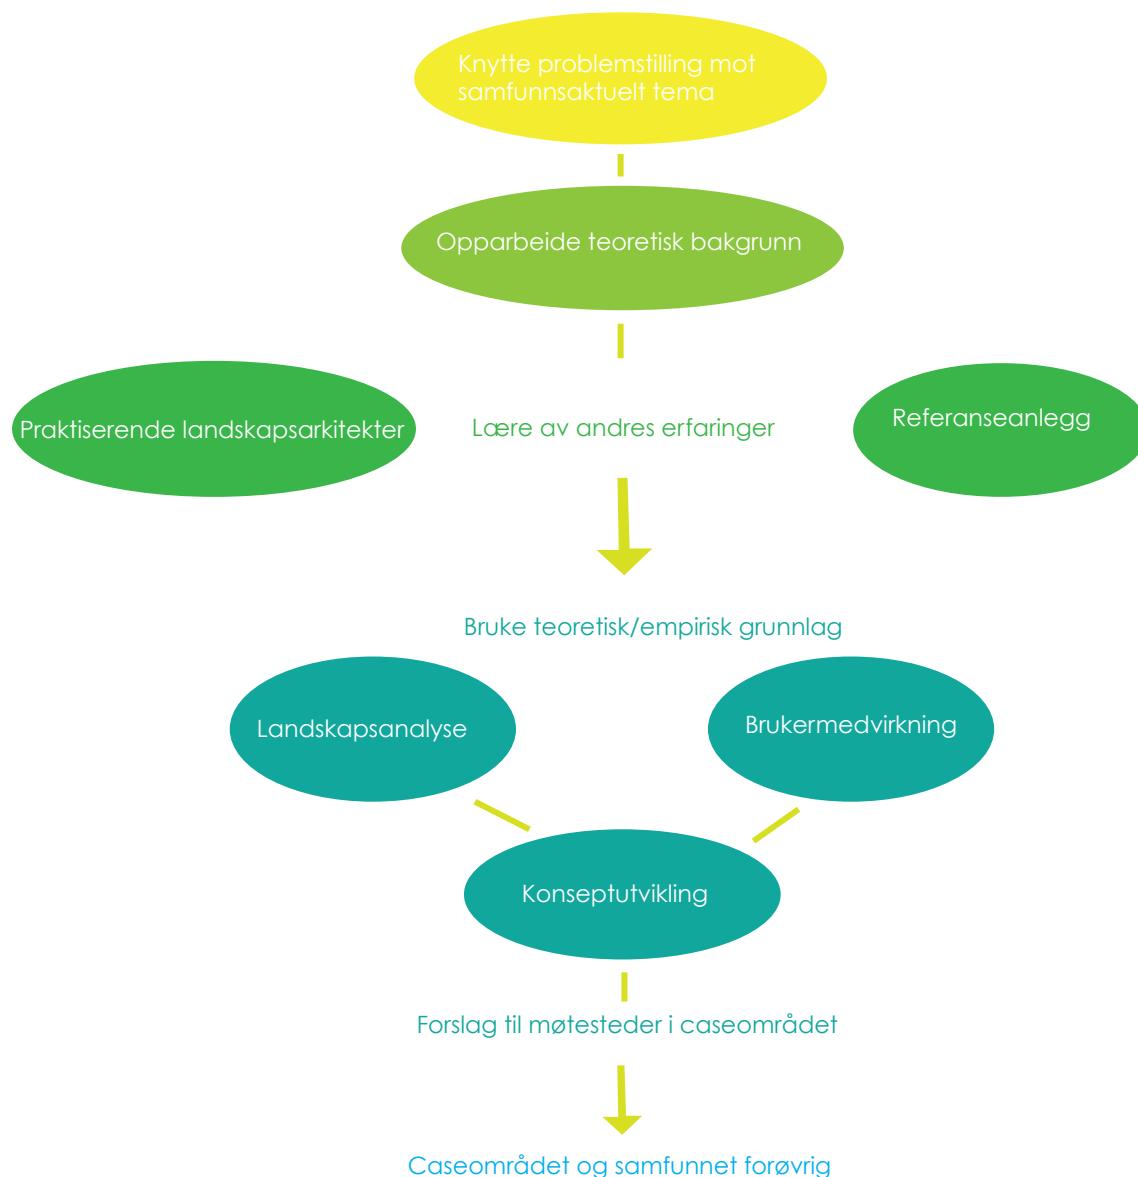 Knytte problemstilling mot
samfunnsaktuelt tema
Opparbeide teoretisk bakgrunn
Praktiserende landskapsarkitekter
Lære av andres erfaringer
Referanseanlegg
Bruke teoretisk/empirisk grunnlag
Landskapsanalyse
Brukermedvirkning
Konseptutvikling
Forslag til møtesteder i caseområdet
Caseområdet og samfunnet forøvrig